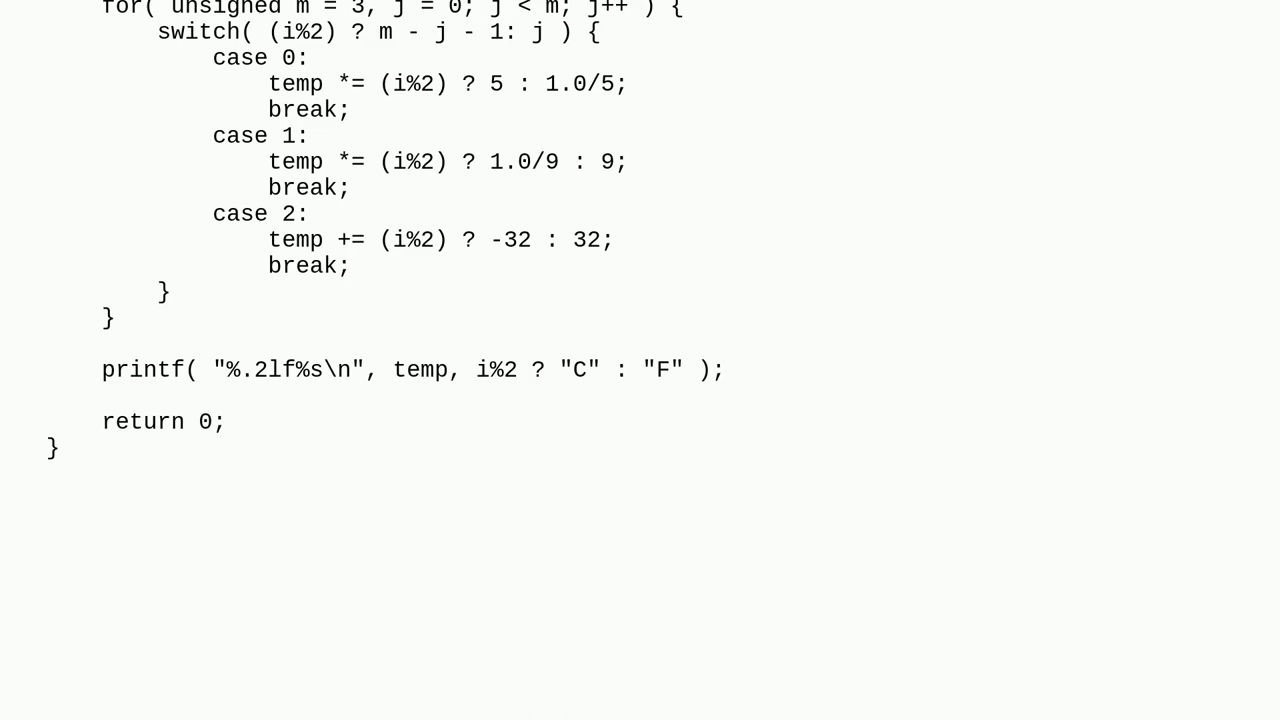 for( unsigned m = 3, j = 0; j < m; j++ ) {
switch( (i%2) ? m - j - 1: j ) {
case 0:
temp *= (i%2) ? 5 : 1.0/5;
break;
case 1:
temp *= (i%2) ? 1.0/9 : 9;
break;
case 2:
temp += (i%2) ? -32 : 32;
break;
}
}
printf( "%.2lf%s\n", temp, i%2 ? "C" : "F" );
return 0;
}